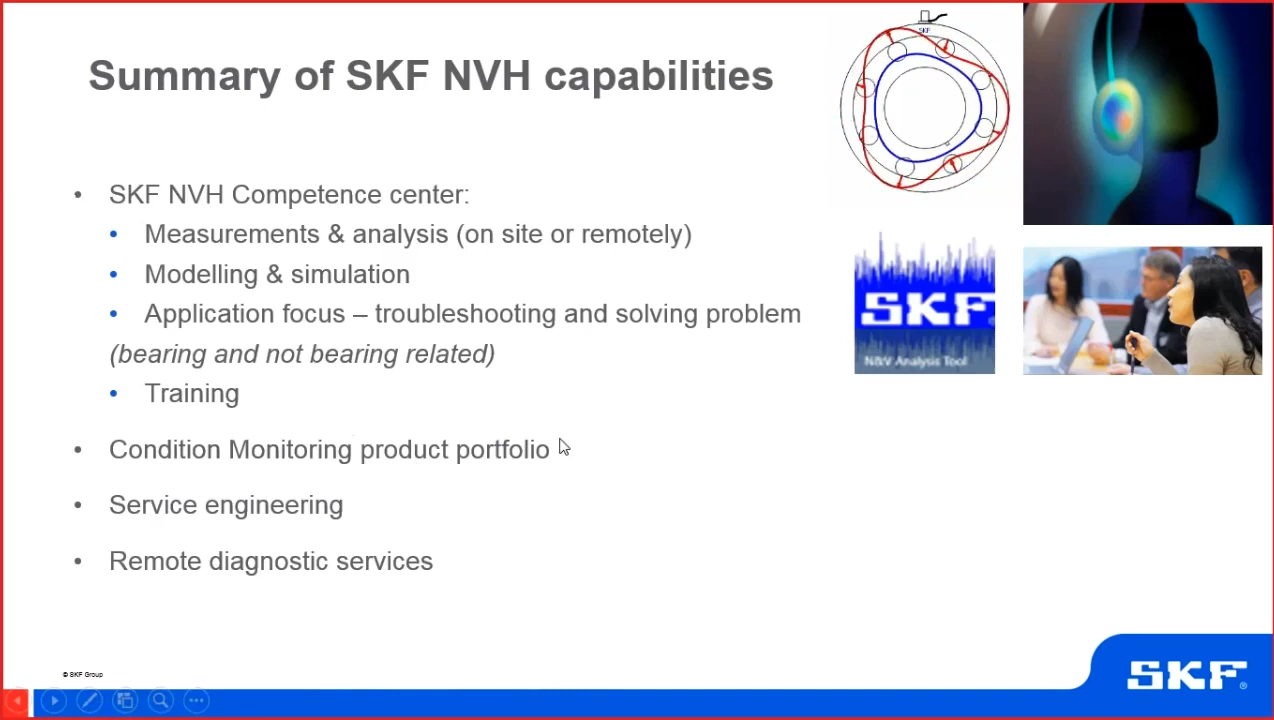 Summary of SKF NVH capabilities
SKF
• SKF NVH Competence center:
• Measurements & analysis (on site or remotely)
• Modelling & simulation
• Application focus – troubleshooting and solving problem
(bearing and not bearing related)
• Training
• Condition Monitoring product portfolio
• Service engineering
• Remote diagnostic services
SKF
N&V Analysis Tool
© SKF Group
SKF®